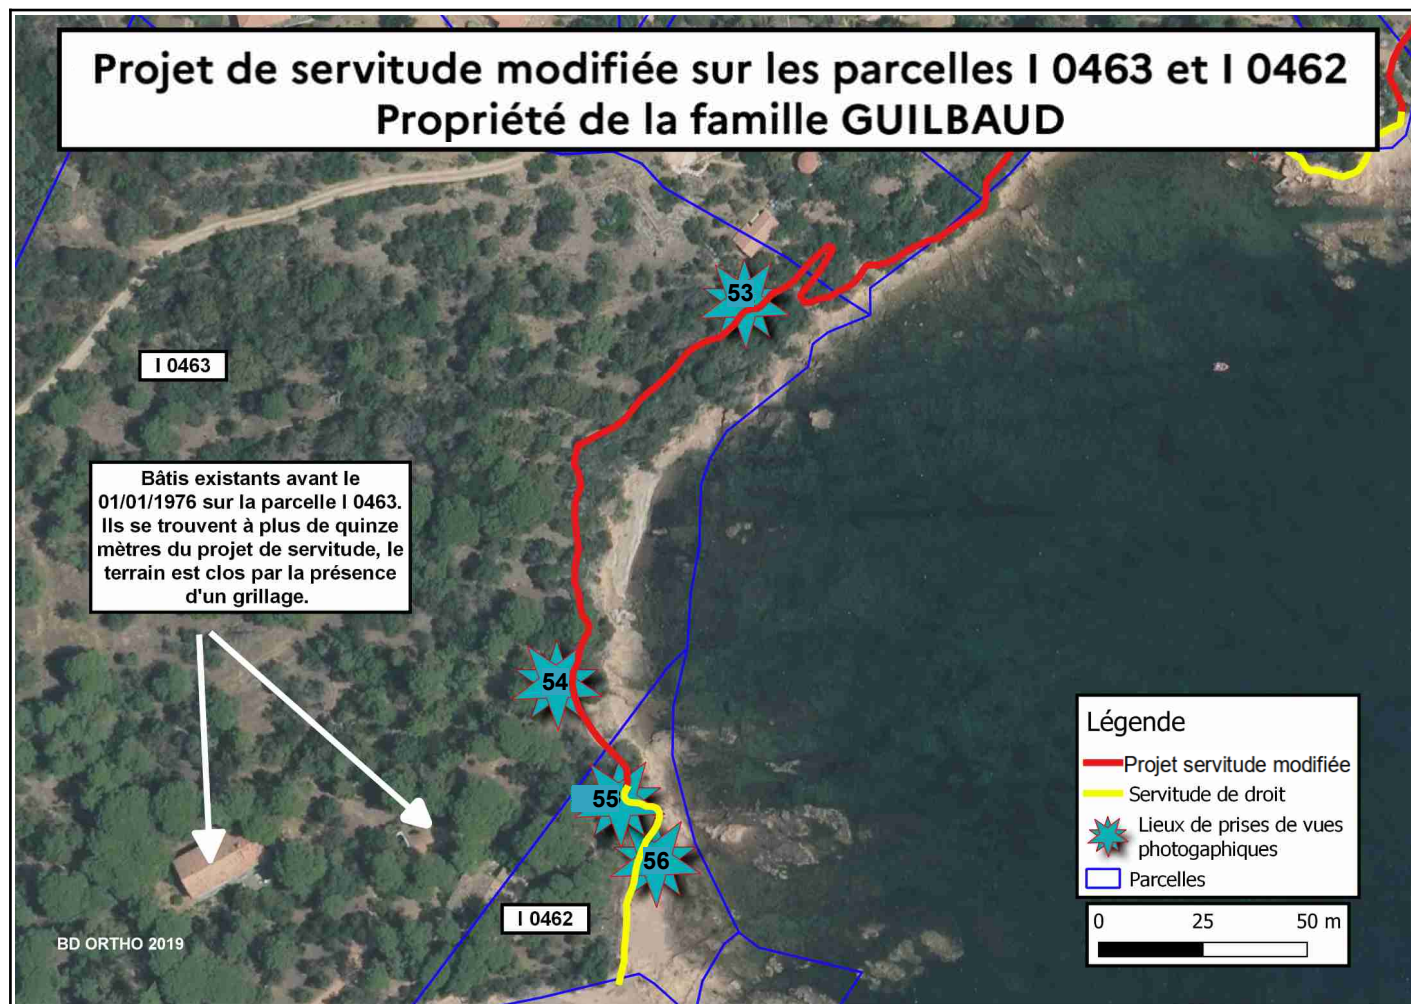 Projet de servitude modifiée sur les parcelles I 0463 et I 0462
Propriété de la famille GUILBAUD
53
I 0463
Bâtis existants avant le
01/01/1976 sur la parcelle I 0463.
Ils se trouvent à plus de quinze
mètres du projet de servitude, le
terrain est clos par la présence
d'un grillage.
54
55
56
I 0462
BD ORTHO 2019
Légende
Projet servitude modifiée
Servitude de droit
Lieux de prises de vues
photogaphiques
Parcelles
0 25 50 m